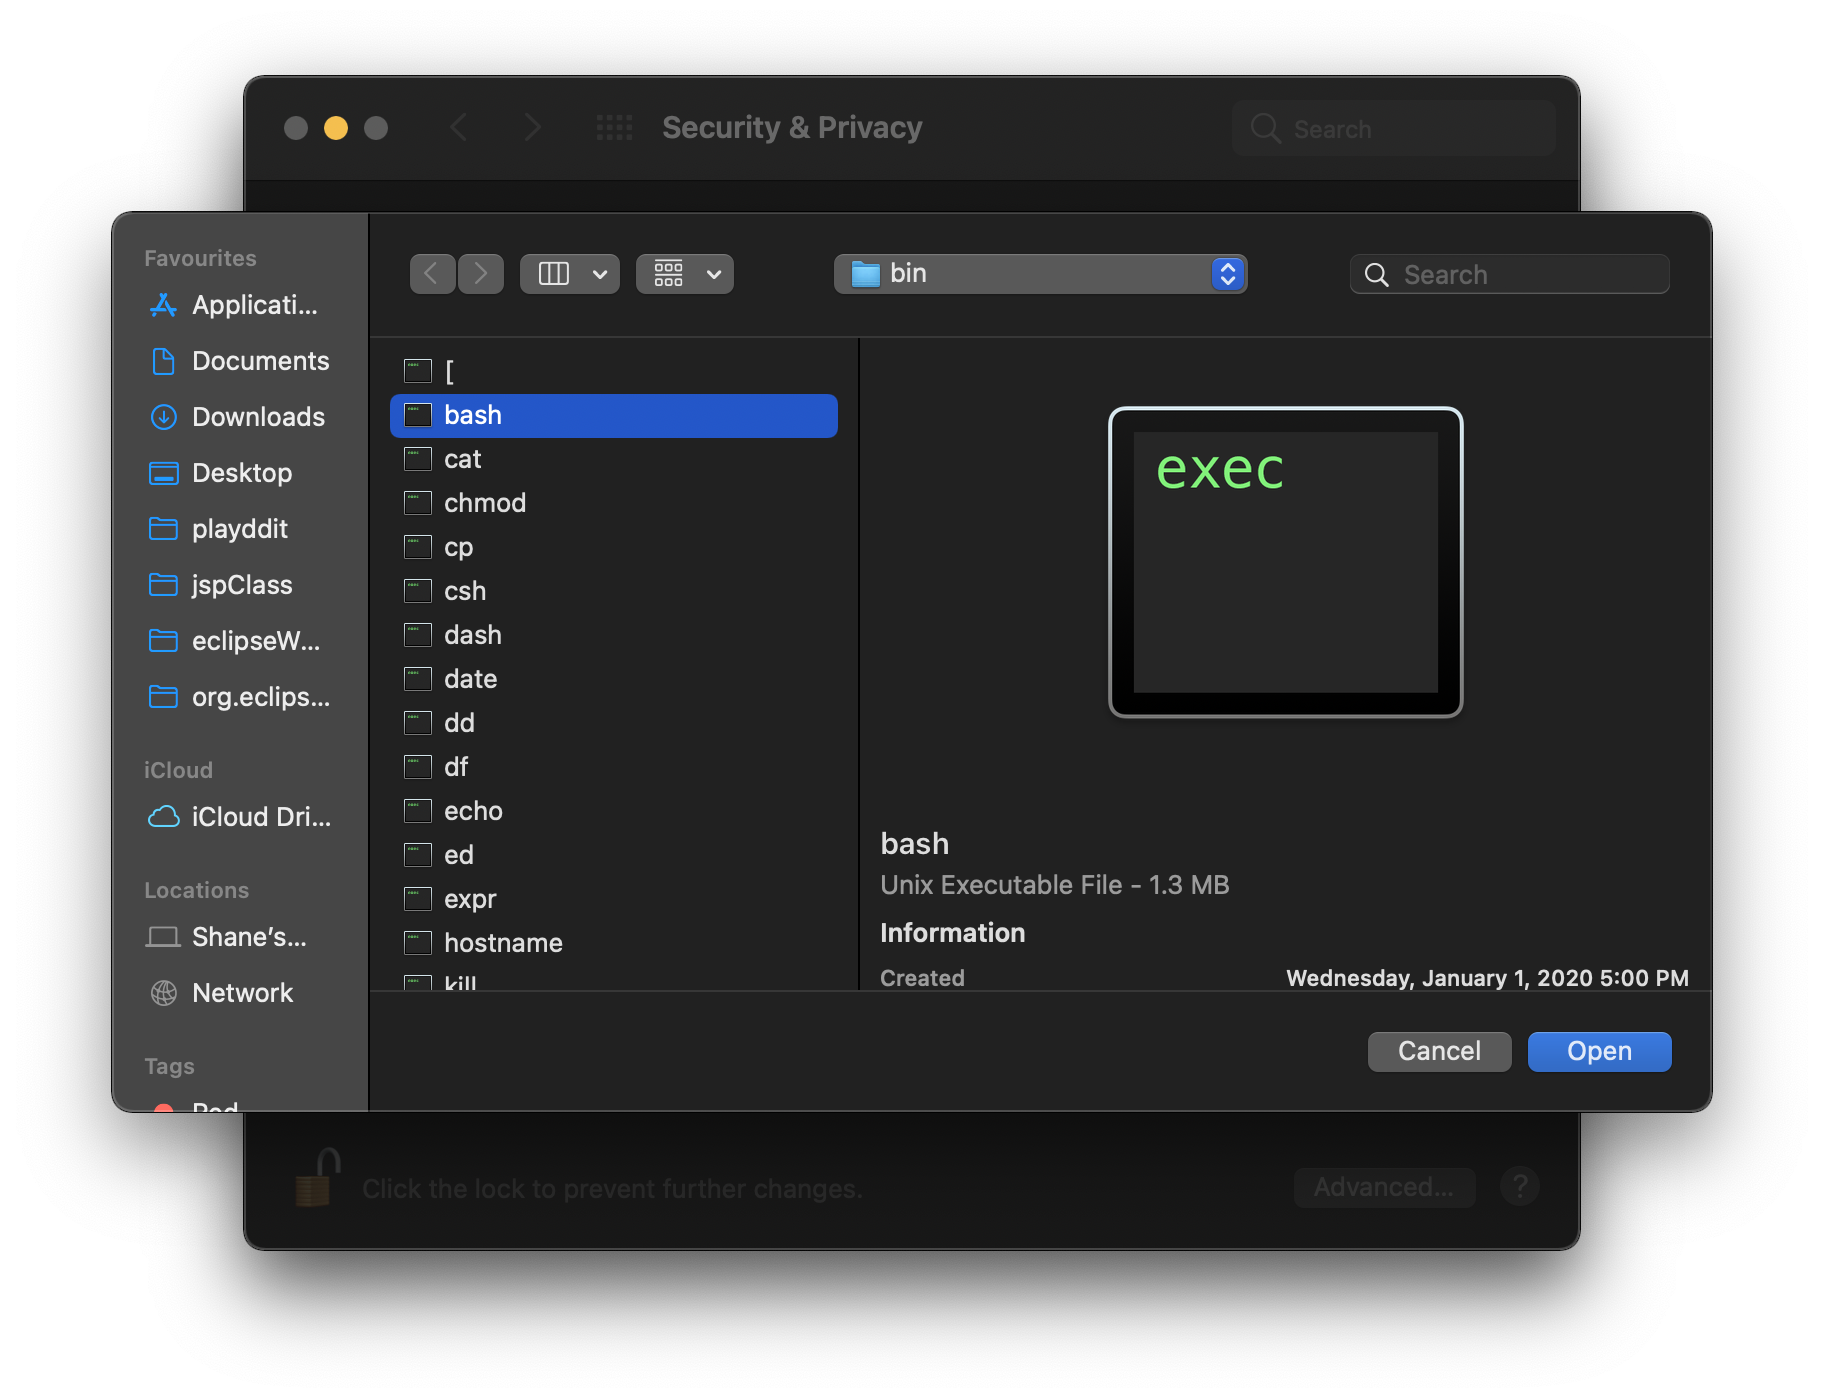 Security & Privacy
Search
Favourites
Applicati...
Documents
Downloads
Desktop
playddit
jspClass
eclipseW...
org.eclips...
iCloud
iCloud Dri...
Locations
Shane’s...
Network
Tags
Red
bin
Search
[
bash
cat
chmod
cp
csh
dash
date
dd
df
echo
ed
expr
hostname
kill
exec
bash
Unix Executable File - 1.3 MB
Information
Created Wednesday, January 1, 2020 5:00 PM
Cancel Open
Click the lock to prevent further changes.
Advanced... ?